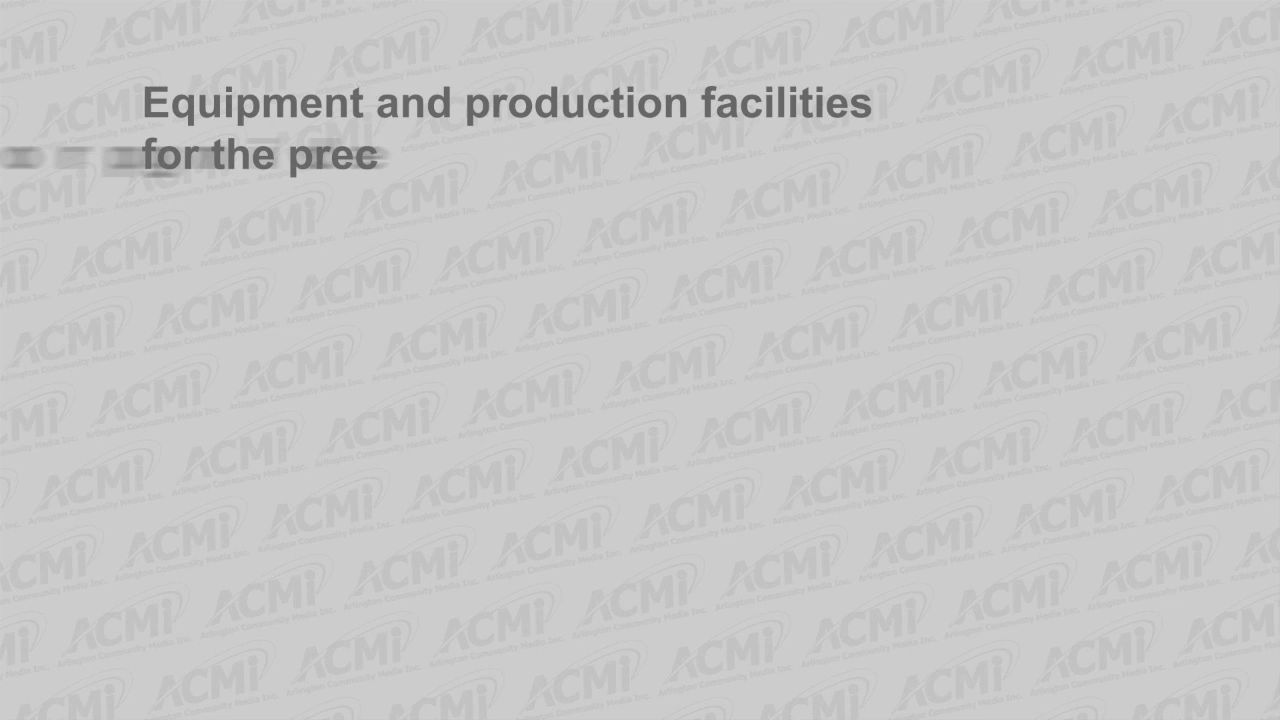 Equipment and production facilities
for the prec